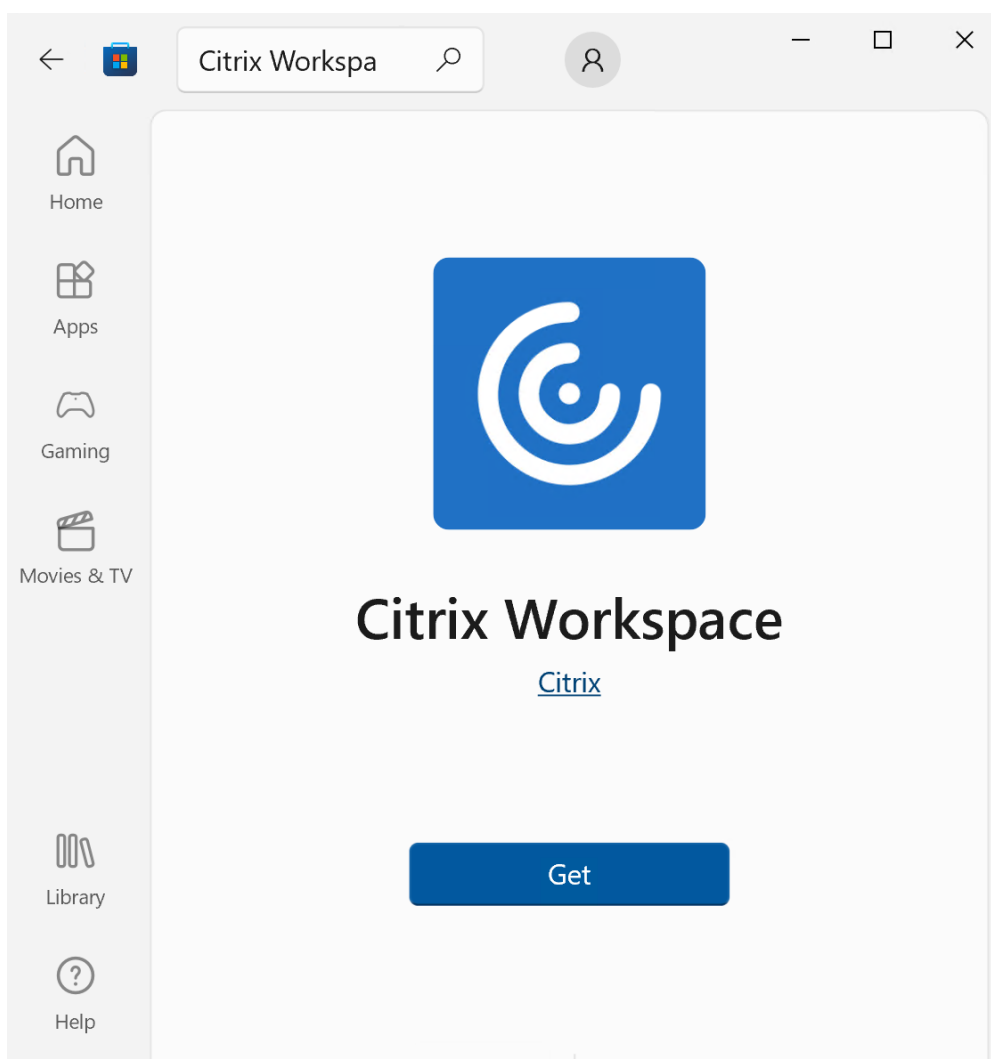 Citrix Workspa
Home
Apps
Gaming
Movies & TV
Citrix Workspace
Citrix
Get
Library
Help